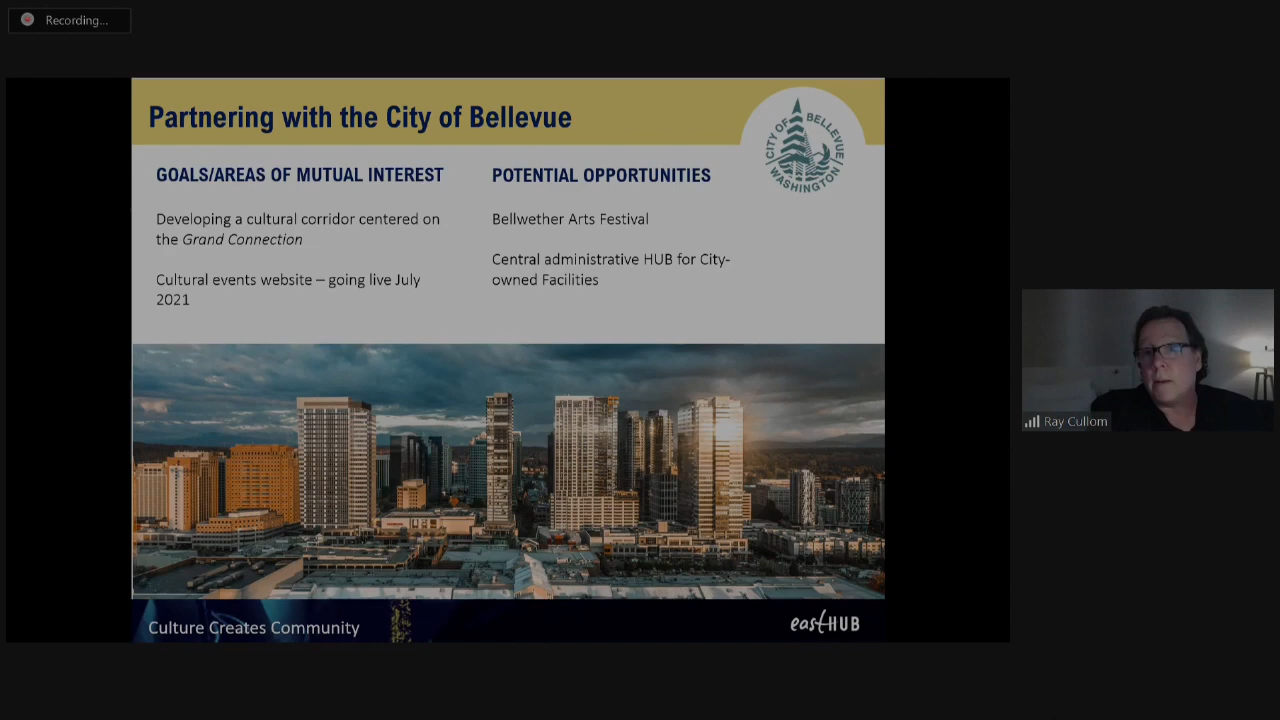 Recording...
Partnering with the City of Bellevue
CITY OF BELLEVUE
WASHINGTON
GOALS/AREAS OF MUTUAL INTEREST
Developing a cultural corridor centered on
the Grand Connection
Cultural events website – going live July
2021
POTENTIAL OPPORTUNITIES
Bellwether Arts Festival
Central administrative HUB for City-
owned Facilities
Ray Cullom
Culture Creates Community
eastHUB